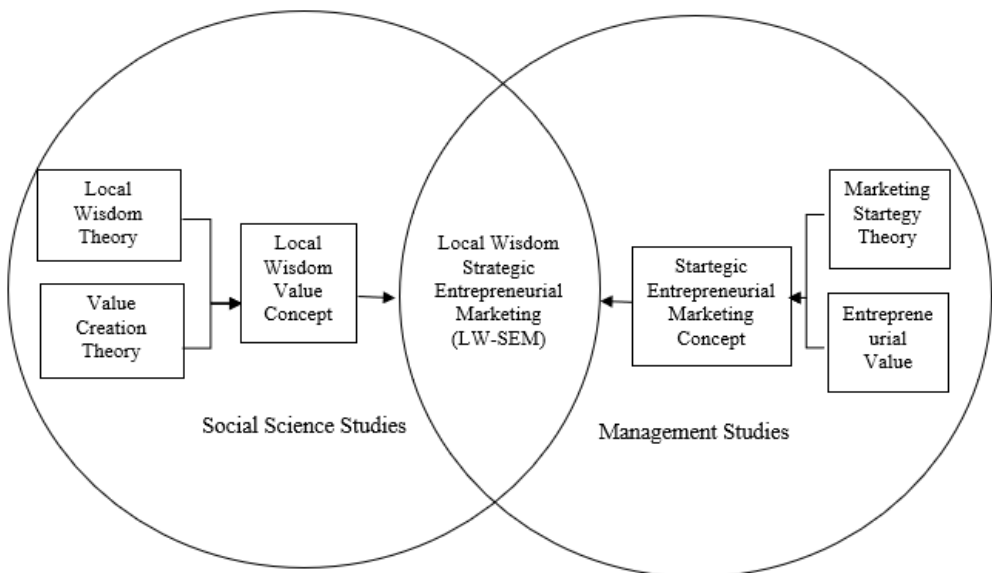 Local
Wisdom
Theory
Value
Creation
Theory
Local
Wisdom
Value
Concept
Social Science Studies
Local Wisdom
Strategic
Entrepreneurial
Marketing
(LW-SEM)
Startegic
Entrepreneurial
Marketing
Concept
Marketing
Startegy
Theory
Entreprene
urial
Value
Management Studies